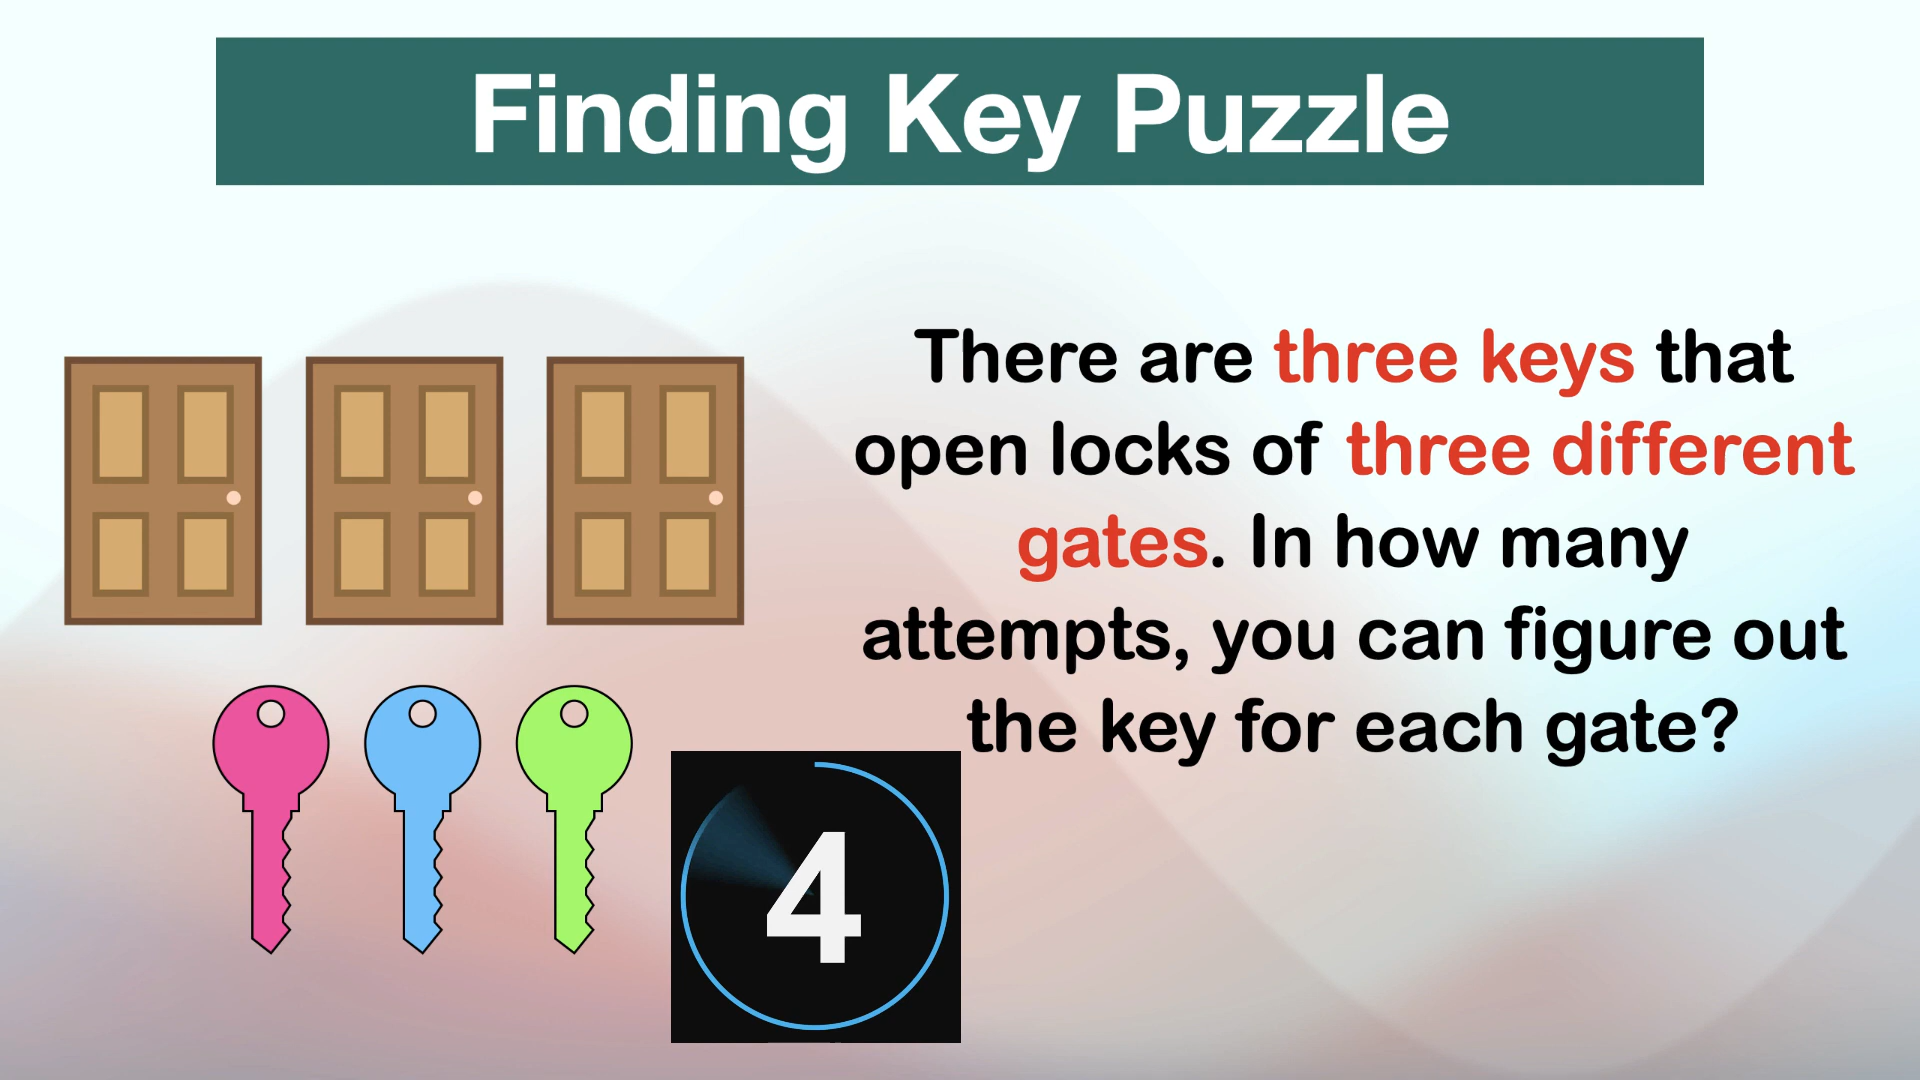 Finding Key Puzzle
There are three keys that
open locks of three different
gates. In how many
attempts, you can figure out
the key for each gate?
4